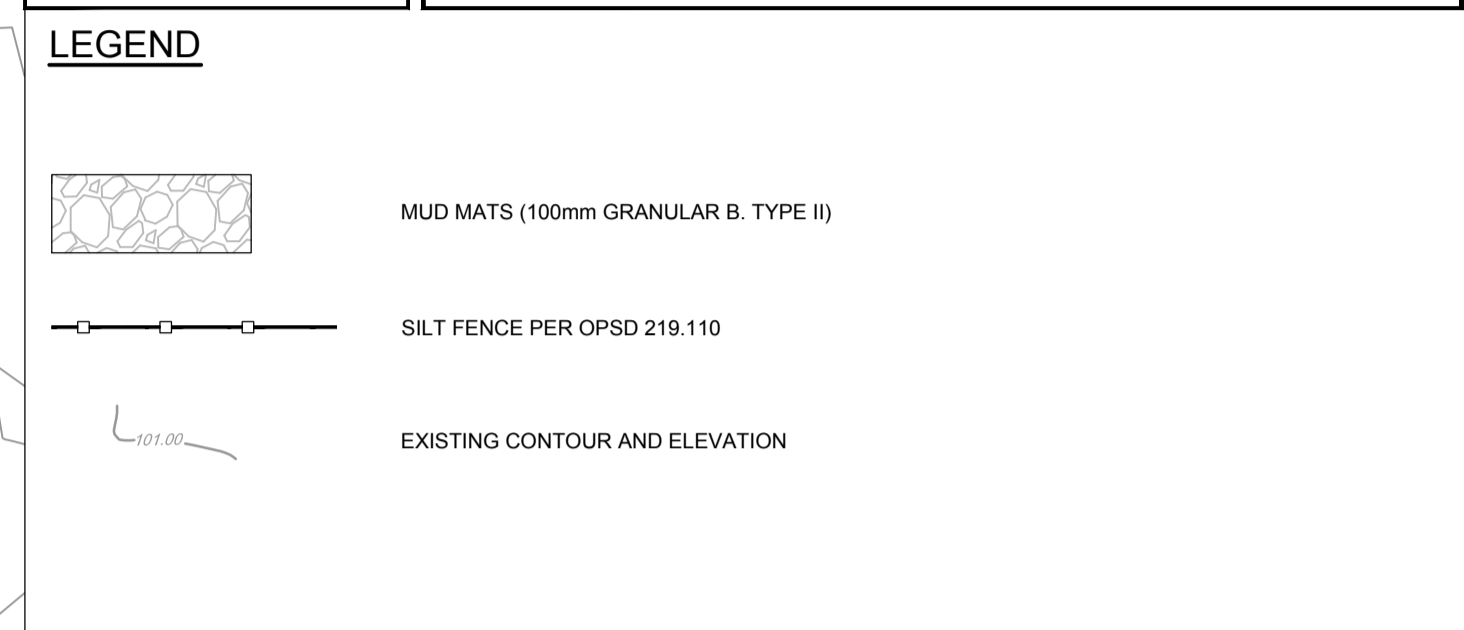 LEGEND
MUD MATS (100mm GRANULAR B. TYPE II)
SILT FENCE PER OPSD 219.110
101.00
EXISTING CONTOUR AND ELEVATION